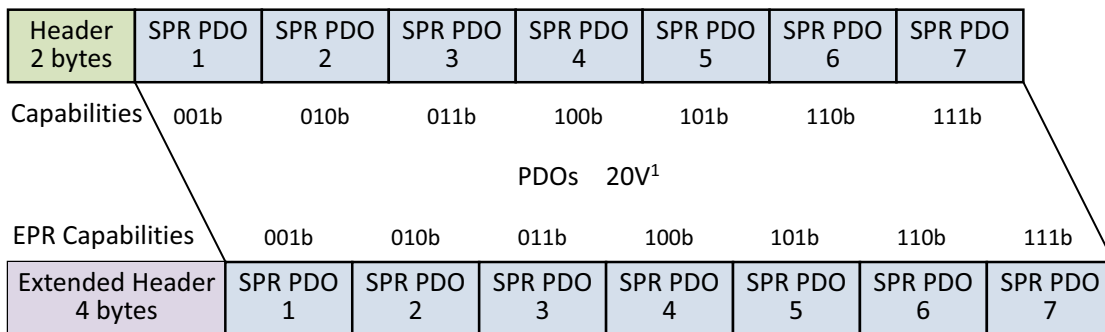 Header SPR PDO SPR PDO SPR PDO SPR PDO SPR PDO SPR PDO SPR PDO
2 bytes 1 2 3 4 5 6 7
Capabilities 001b 010b 011b 100b 101b 110b 111b
PDOs 20V¹
EPR Capabilities 001b 010b 011b 100b 101b 110b 111b
Extended Header SPR PDO SPR PDO SPR PDO SPR PDO SPR PDO SPR PDO SPR PDO
4 bytes 1 2 3 4 5 6 7